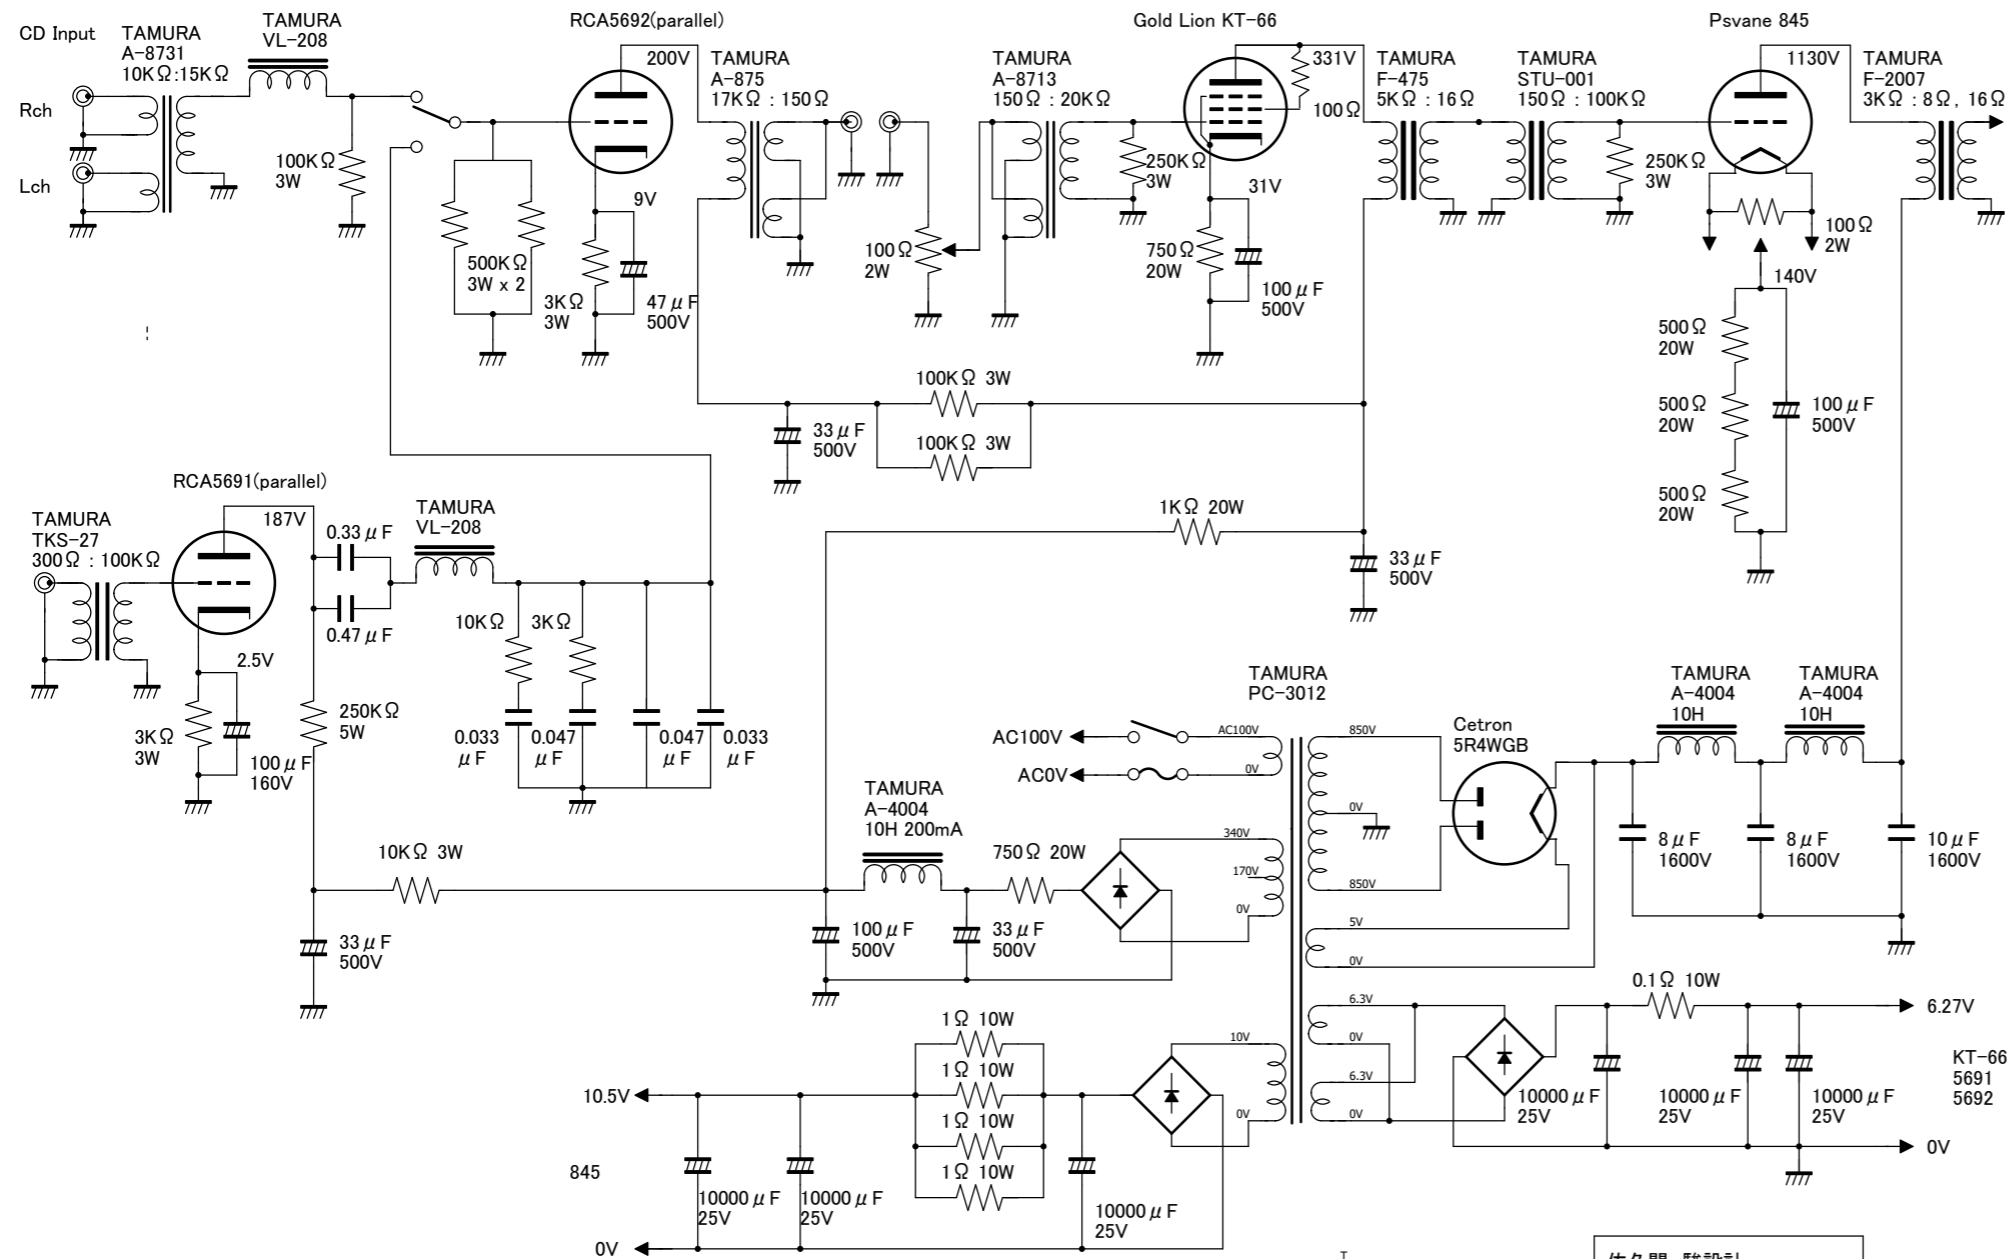 CD Input
TAMURA
A-8731
10KΩ:15KΩ
TAMURA
VL-208
RCA5692(parallel)
Gold Lion KT-66
Psvane 845
Rch
Lch
100KΩ
3W
500KΩ
3W x 2
200V
9V
3KΩ
3W
47μF
500V
TAMURA
A-875
17KΩ : 150Ω
100Ω
2W
TAMURA
A-8713
150Ω : 20KΩ
250KΩ
3W
331V
100Ω
31V
750Ω
20W
100μF
500V
TAMURA
F-475
5KΩ : 16Ω
TAMURA
STU-001
150Ω : 100KΩ
250KΩ
3W
1130V
TAMURA
F-2007
3KΩ : 8Ω, 16Ω
100Ω
2W
140V
500Ω
20W
500Ω
20W
500Ω
20W
100μF
500V
100KΩ 3W
100KΩ 3W
33μF
500V
1KΩ 20W
33μF
500V
RCA5691(parallel)
TAMURA
TKS-27
300Ω : 100KΩ
187V
0.33μF
0.47μF
TAMURA
VL-208
2.5V
3KΩ
3W
100μF
160V
250KΩ
5W
10KΩ
3KΩ
0.033
μF
0.047
μF
0.047
μF
0.033
μF
10KΩ 3W
33μF
500V
TAMURA
A-4004
10H 200mA
750Ω 20W
100μF
500V
33μF
500V
TAMURA
PC-3012
AC100V
AC0V
AC100V
0V
340V
170V
0V
10V
0V
850V
0V
850V
5V
0V
6.3V
0V
6.3V
0V
Cetron
5R4WGB
TAMURA
A-4004
10H
TAMURA
A-4004
10H
8μF
1600V
8μF
1600V
10μF
1600V
0.1Ω 10W
6.27V
KT-66
5691
5692
0V
10000μF
25V
10000μF
25V
10000μF
25V
1Ω 10W
1Ω 10W
1Ω 10W
1Ω 10W
10.5V
845
0V
10000μF
25V
10000μF
25V
10000μF
25V